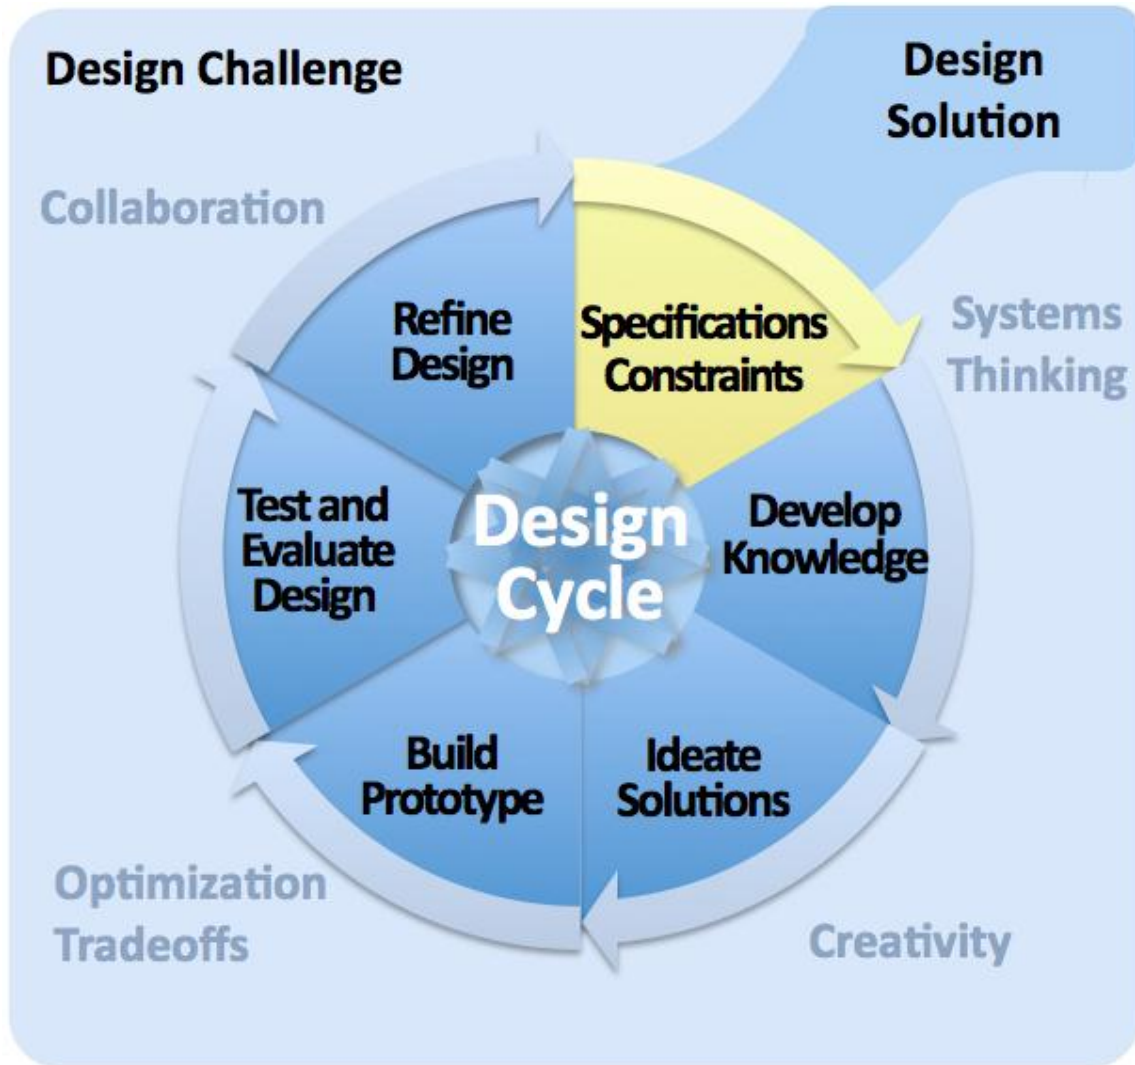 Design Challenge
Design
Solution
Collaboration
Systems
Thinking
Refine
Design
Specifications
Constraints
Test and
Evaluate
Design
Design
Cycle
Develop
Knowledge
Build
Prototype
Ideate
Solutions
Optimization
Tradeoffs
Creativity